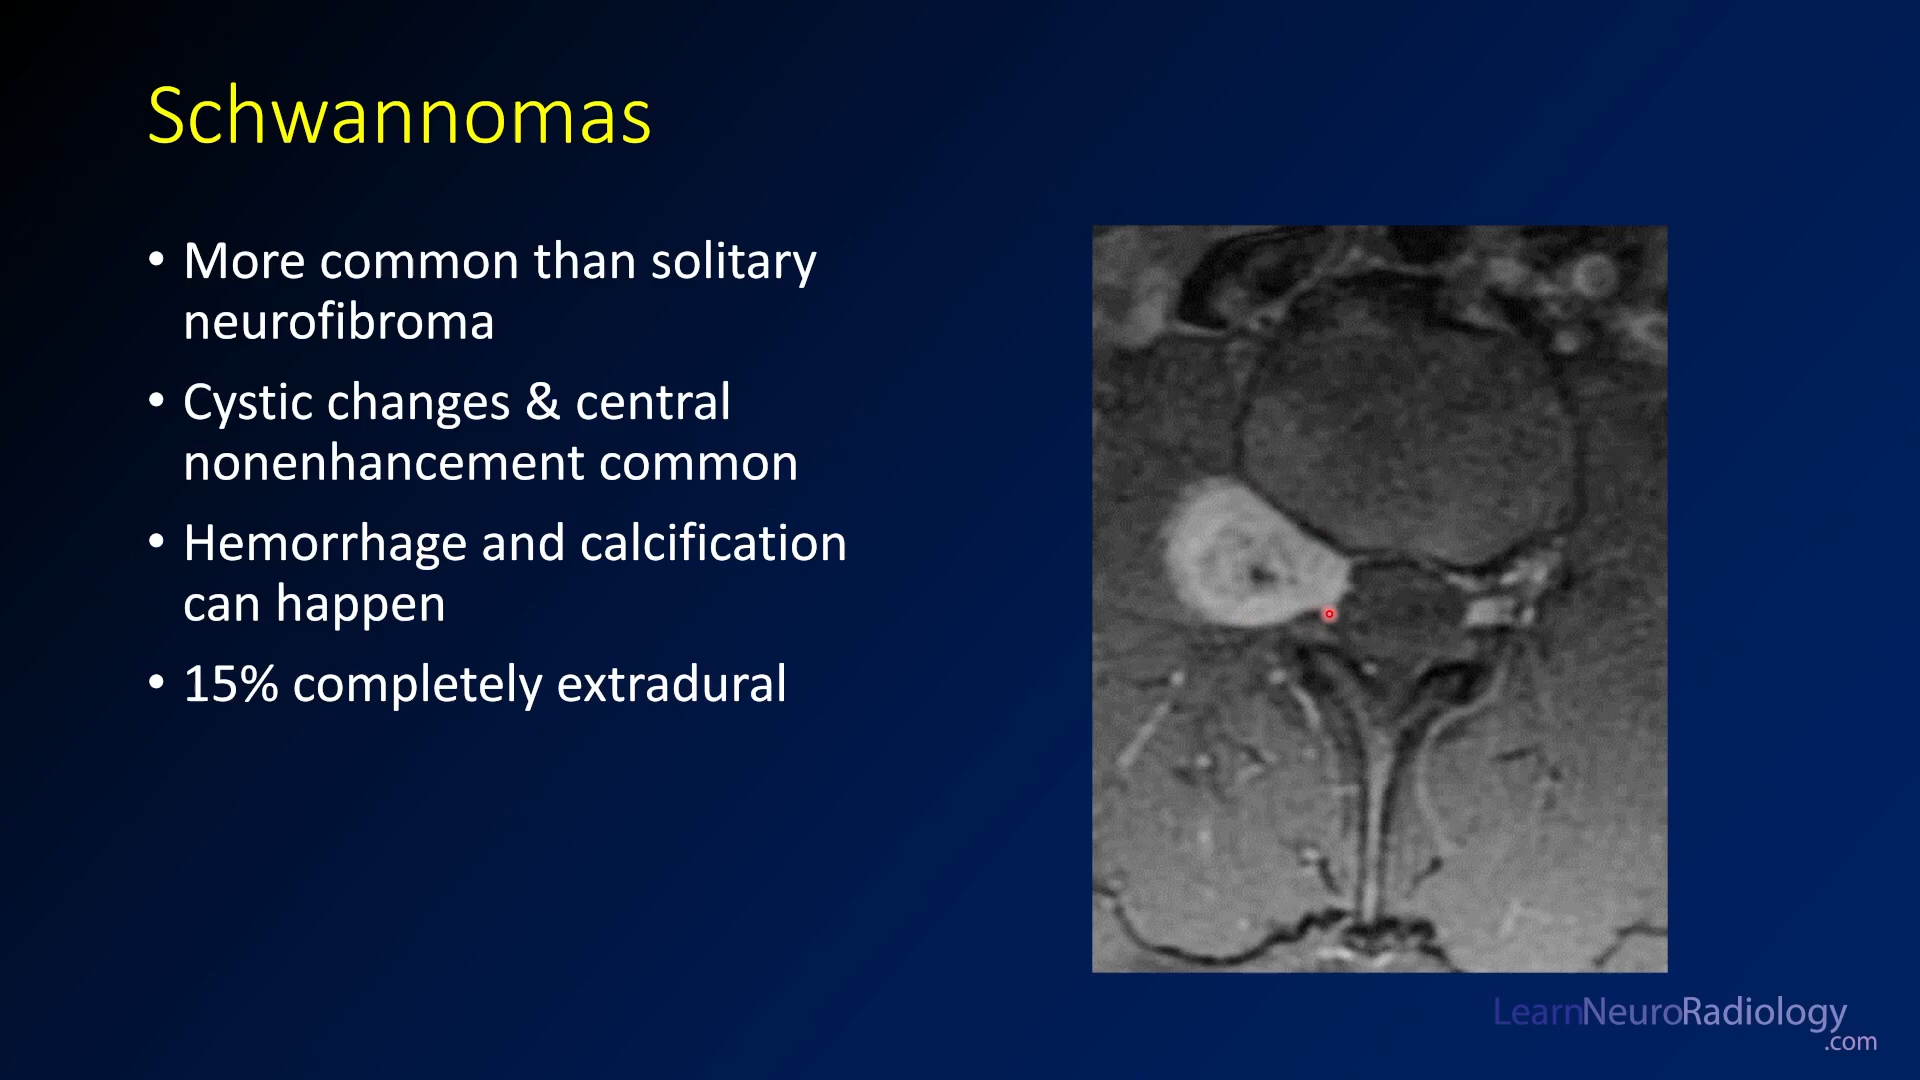 Schwannomas
• More common than solitary
neurofibroma
• Cystic changes & central
nonenhancement common
• Hemorrhage and calcification
can happen
• 15% completely extradural
LearnNeuroRadiology
.com